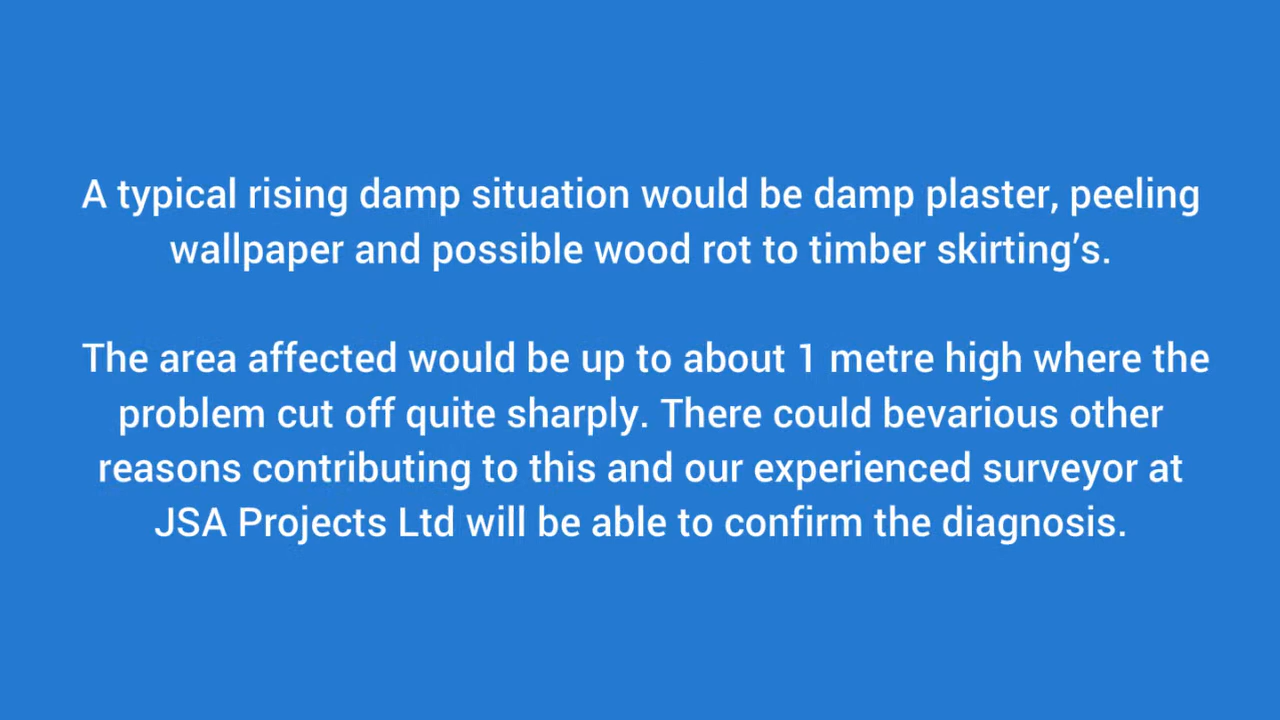 A typical rising damp situation would be damp plaster, peeling
wallpaper and possible wood rot to timber skirting’s.
The area affected would be up to about 1 metre high where the
problem cut off quite sharply. There could bevarious other
reasons contributing to this and our experienced surveyor at
JSA Projects Ltd will be able to confirm the diagnosis.